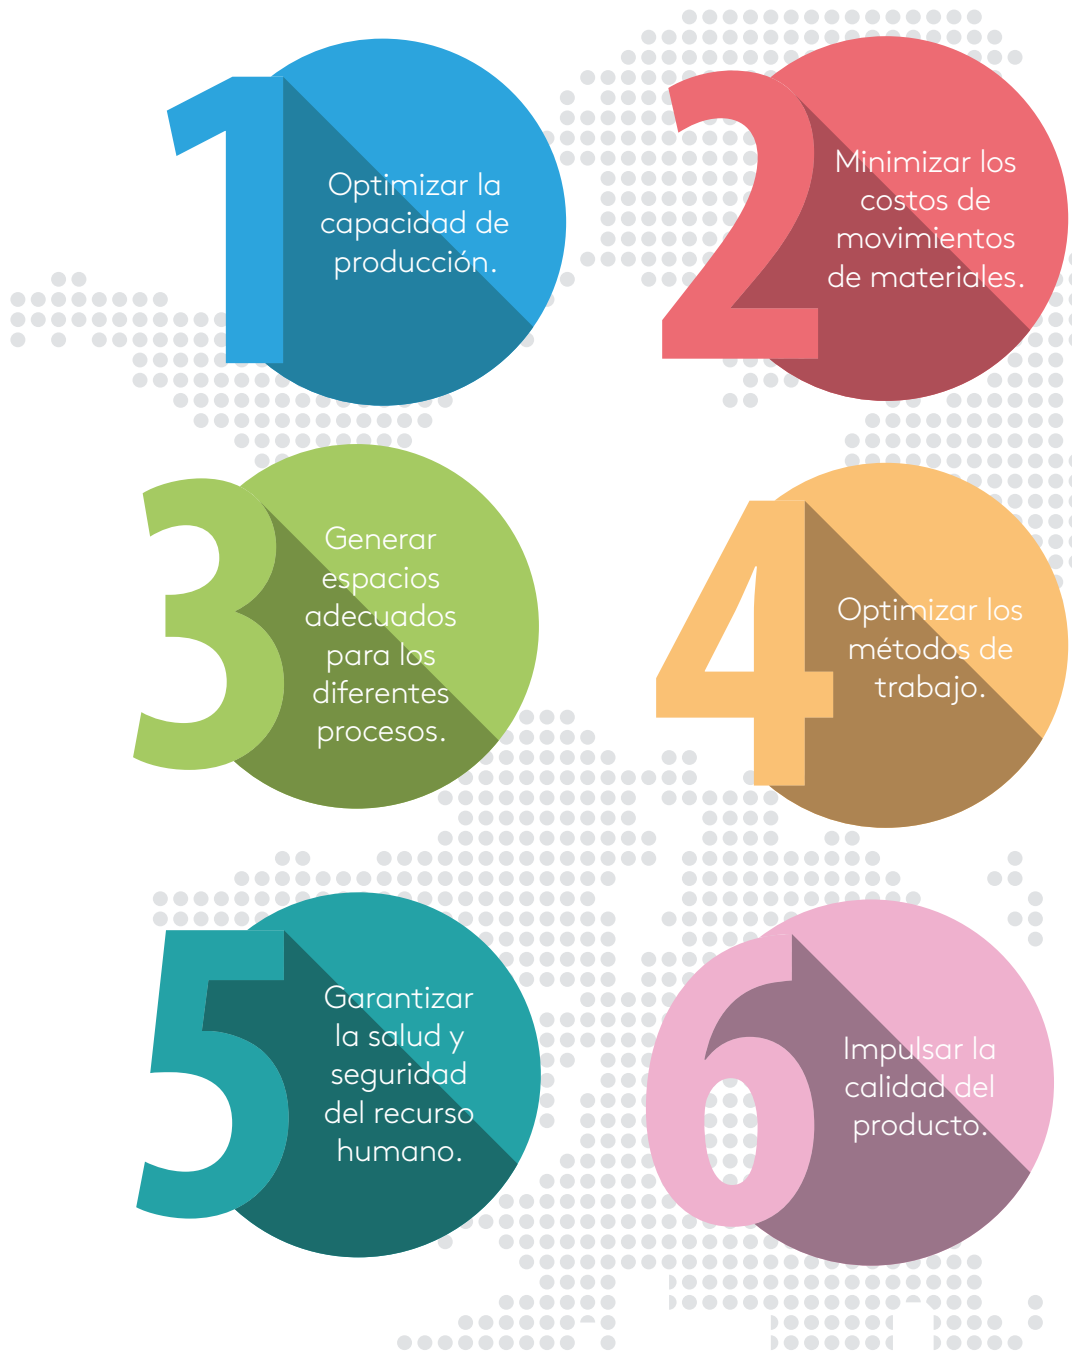 1
Optimizar la
capacidad de
producción.
2
Minimizar los
costos de
movimientos
de materiales.
3
Generar
espacios
adecuados
para los
diferentes
procesos.
4
Optimizar los
métodos de
trabajo.
5
Garantizar
la salud y
seguridad
del recurso
humano.
6
Impulsar la
calidad del
producto.